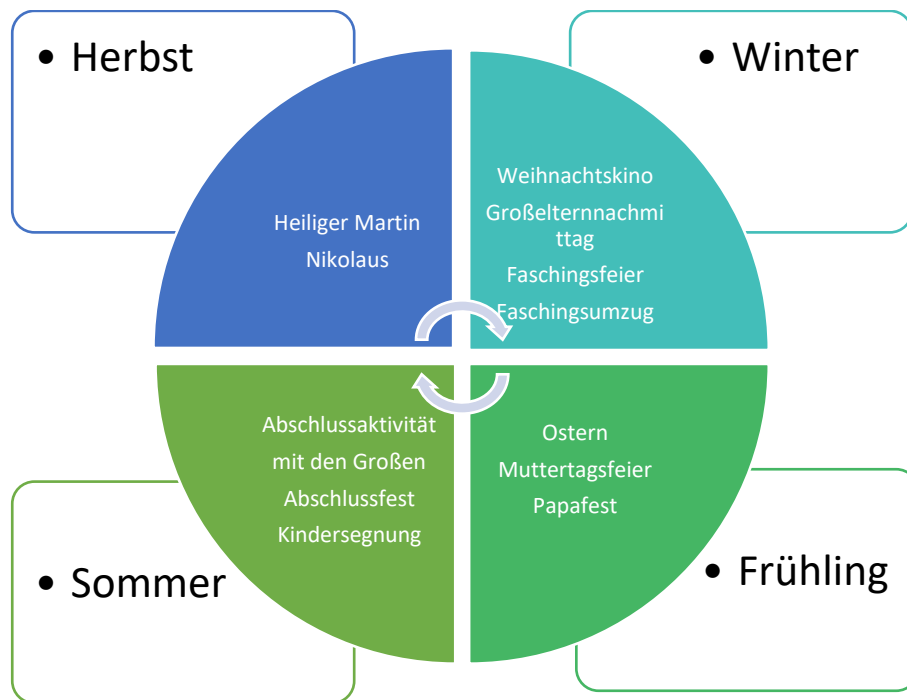 • Herbst
• Winter
Heiliger Martin
Nikolaus
Weihnachtskino
Großelternnachmi
ttag
Faschingsfeier
Faschingsumzug
Abschlussaktivität
mit den Großen
Abschlussfest
Kindersegnung
Ostern
Muttertagsfeier
Papafest
• Sommer
• Frühling